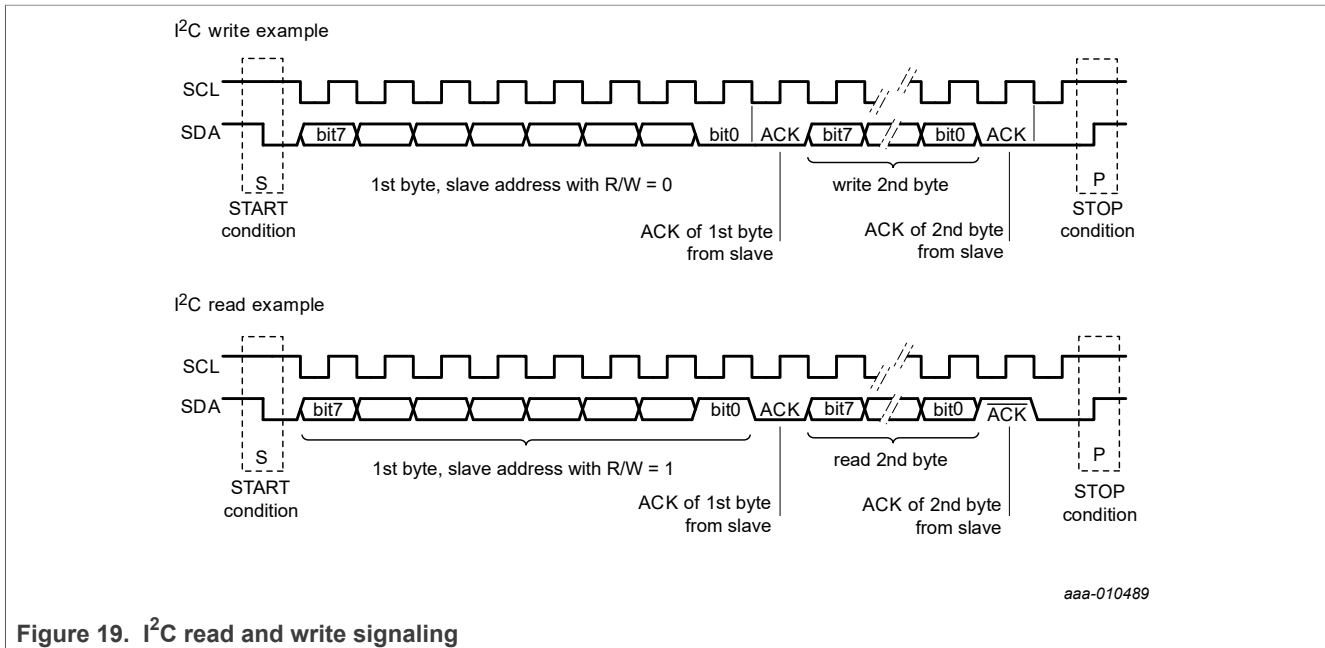 I²C write example
SCL
SDA
bit7
bit0
ACK
bit7
bit0
ACK
S
START
condition
1st byte, slave address with R/W = 0
write 2nd byte
P
STOP
condition
ACK of 1st byte
from slave
ACK of 2nd byte
from slave
I²C read example
SCL
SDA
bit7
bit0
ACK
bit7
bit0
A̅C̅K̅
S
START
condition
1st byte, slave address with R/W = 1
read 2nd byte
P
STOP
condition
ACK of 1st byte
from slave
ACK of 2nd byte
from slave
aaa-010489
Figure 19. I²C read and write signaling